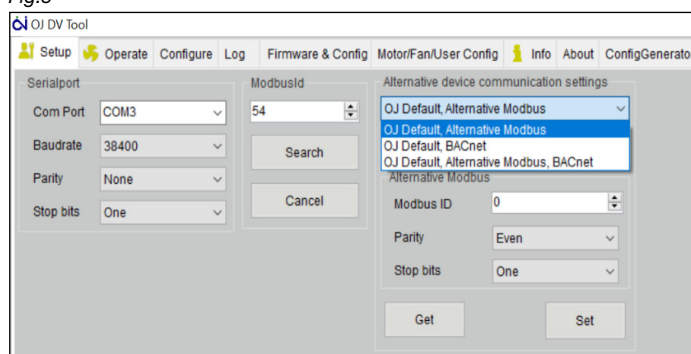 OJ DV Tool
Setup Operate Configure Log Firmware & Config Motor/Fan/User Config Info About ConfigGenerato
Serialport
Com Port COM3
Baudrate 38400
Parity None
Stop bits One
ModbusId
54
Search
Cancel
Alternative device communication settings
OJ Default, Alternative Modbus
OJ Default, Alternative Modbus
OJ Default, BACnet
OJ Default, Alternative Modbus, BACnet
Alternative Modbus
Modbus ID 0
Parity Even
Stop bits One
Get Set